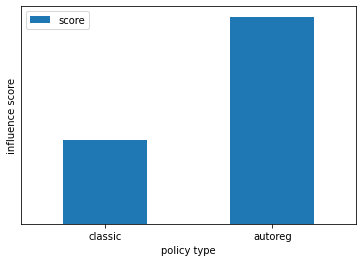 score
influence score
classic
autoreg
policy type